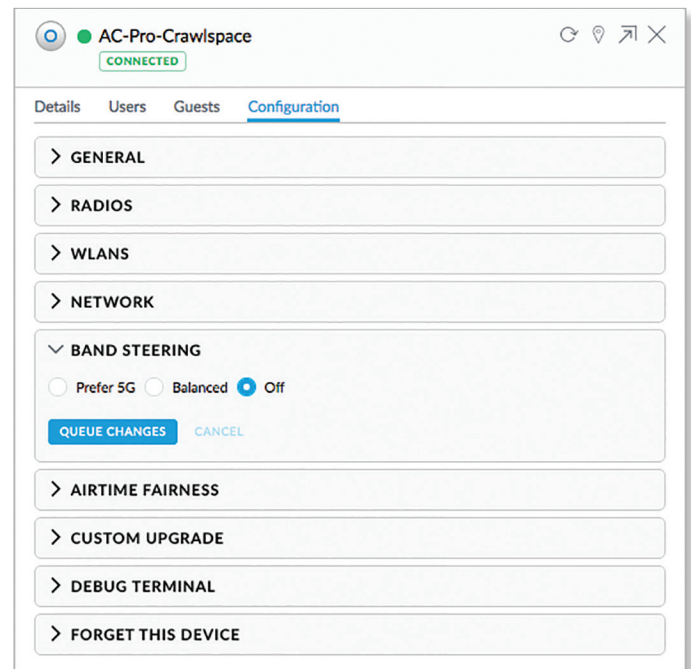 AC-Pro-Crawlspace
CONNECTED
Details Users Guests Configuration
GENERAL
RADIOS
WLANS
NETWORK
BAND STEERING
Prefer 5G Balanced Off
QUEUE CHANGES CANCEL
AIRTIME FAIRNESS
CUSTOM UPGRADE
DEBUG TERMINAL
FORGET THIS DEVICE